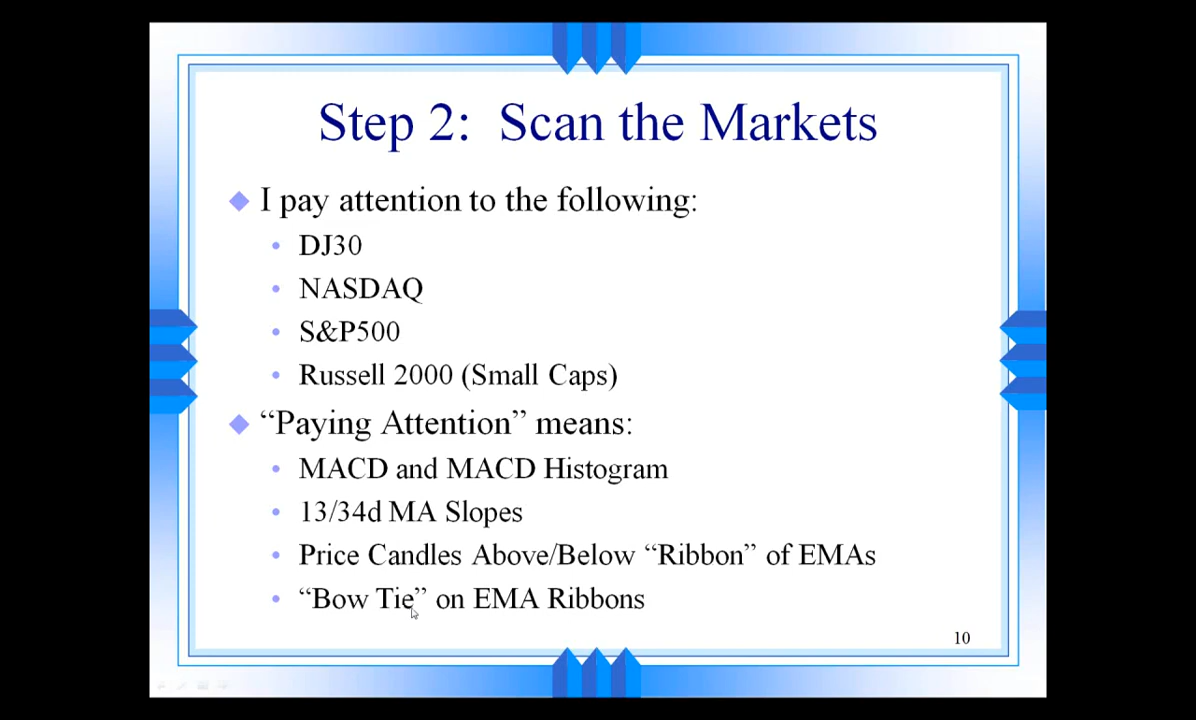 Step 2:  Scan the Markets
I pay attention to the following:
DJ30
NASDAQ
S&P500
Russell 2000 (Small Caps)
“Paying Attention” means:
MACD and MACD Histogram
13/34d MA Slopes
Price Candles Above/Below “Ribbon” of EMAs
“Bow Tie” on EMA Ribbons
10